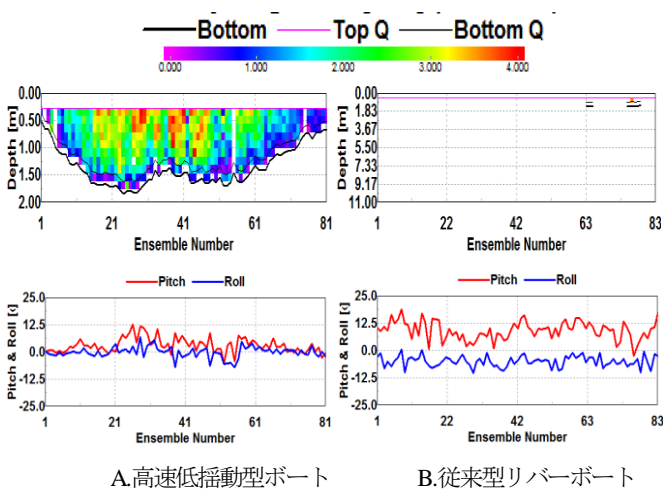 Bottom Top Q Bottom Q
0.000 1.000 2.000 3.000 4.000
Depth [m]
0.00
0.50
1.00
1.50
2.00
1 21 41 61 81
Ensemble Number
Depth [m]
0.00
1.83
3.67
5.50
7.33
9.17
11.00
1 22 42 63 83
Ensemble Number
Pitch Roll
Pitch & Roll
25.0
12.5
0.0
-12.5
-25.0
1 21 41 61 81
Ensemble Number
Pitch Roll
Pitch & Roll
25.0
12.5
0.0
-12.5
-25.0
1 22 42 63 83
Ensemble Number
A.高速低揺動型ボート
B.従来型リバーボート